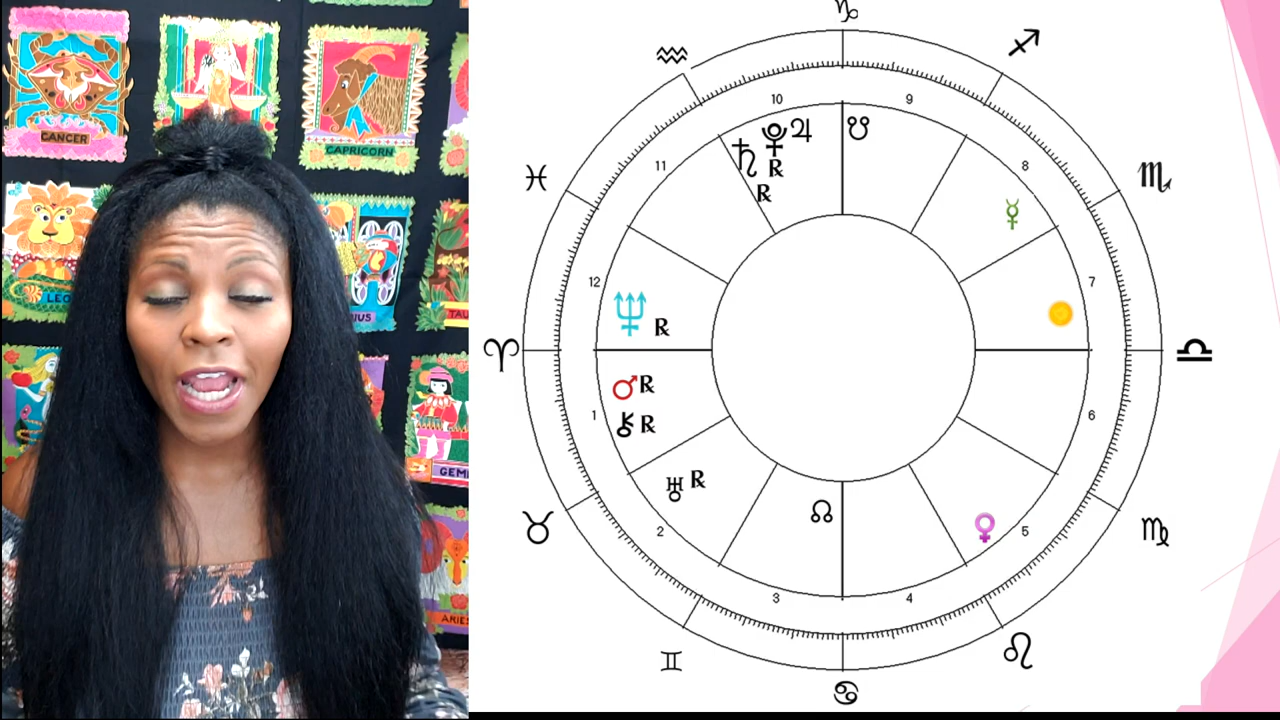 CANCER
CAPRICORN
LEO
IUS
TAU
GEM
ARIES
♑
♒ ♐
10 9
♄ ♇ ♃ ☋
℞
℞
11 8
♓ ♏
☿
12 7
♆ ℞
♈ ♎
♂ ℞
⚷ ℞
1 6
♅ ℞
☊
♉ ♍
♀
2 5
3 4
♊ ♌
♋